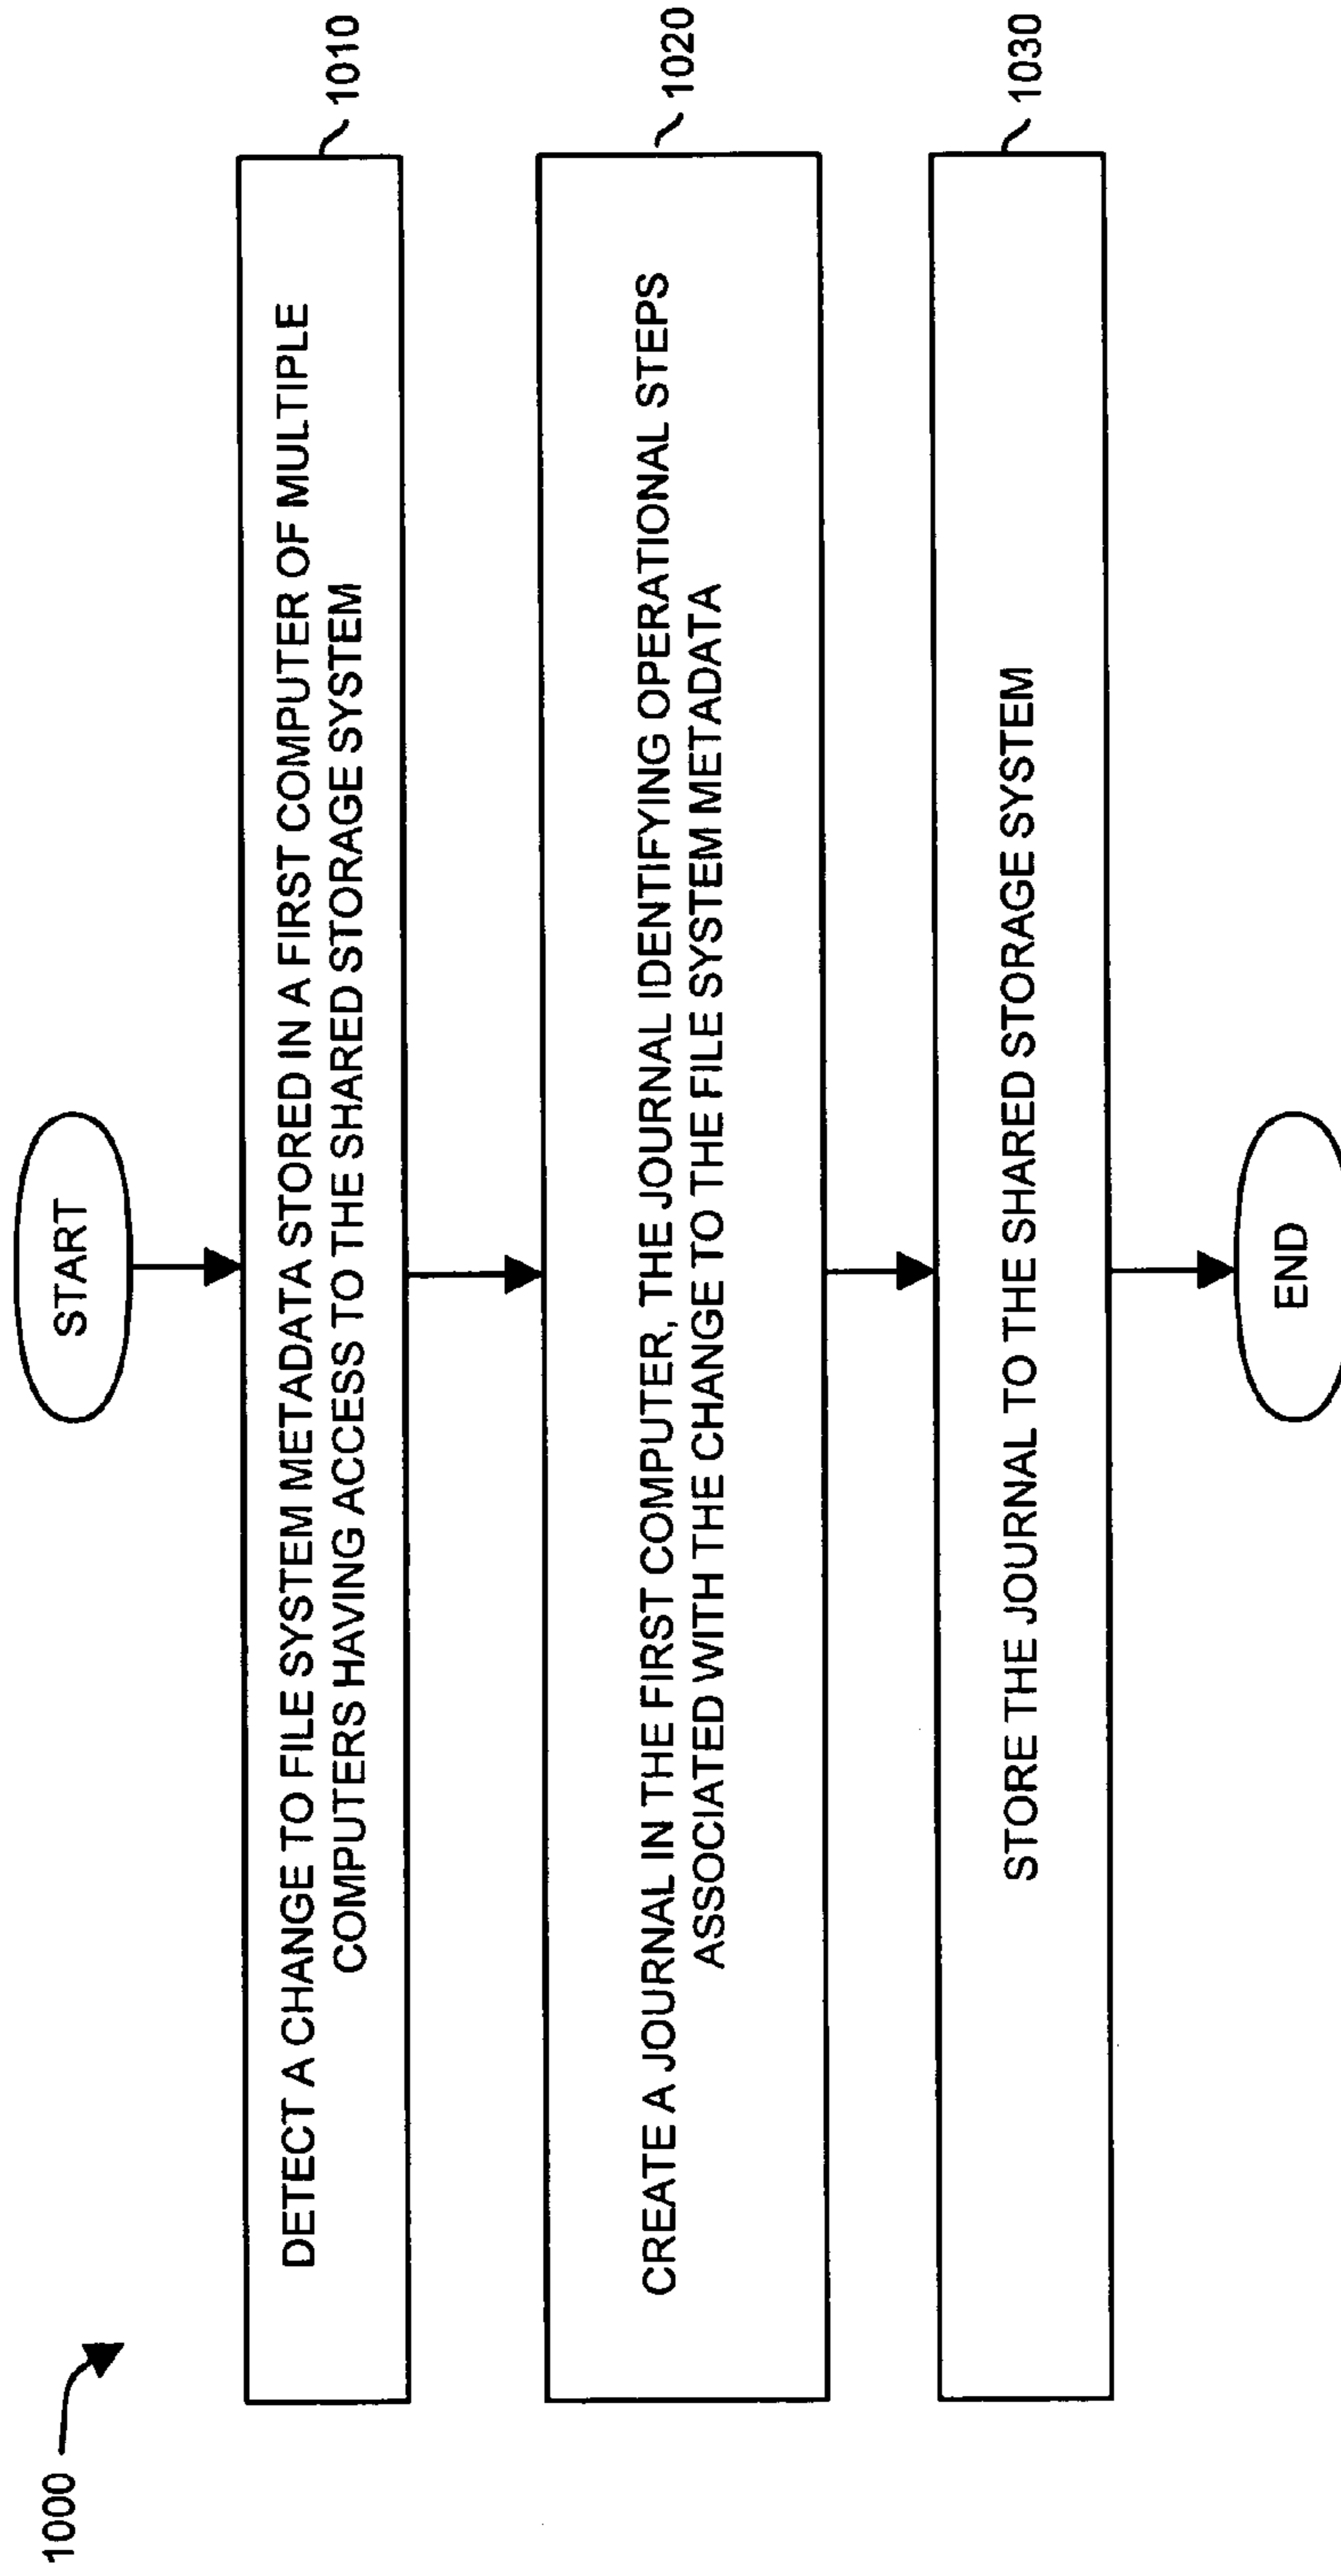 1000
START
DETECT A CHANGE TO FILE SYSTEM METADATA STORED IN A FIRST COMPUTER OF MULTIPLE
COMPUTERS HAVING ACCESS TO THE SHARED STORAGE SYSTEM
1010
CREATE A JOURNAL IN THE FIRST COMPUTER, THE JOURNAL IDENTIFYING OPERATIONAL STEPS
ASSOCIATED WITH THE CHANGE TO THE FILE SYSTEM METADATA
1020
STORE THE JOURNAL TO THE SHARED STORAGE SYSTEM
1030
END